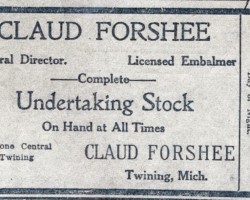 CLAUD FORSHEE
ral Director. Licensed Embalmer
Complete
Undertaking Stock
On Hand at All Times
one Central
Twining
CLAUD FORSHEE
Twining, Mich.